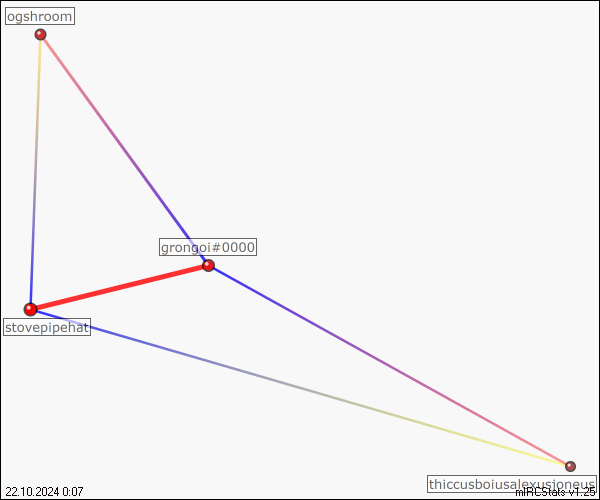 ogshroom
grongoi#0000
stovepipehat
thiccusboiusalexusioneus
22.10.2024 0:07
mIRCStats v1.25